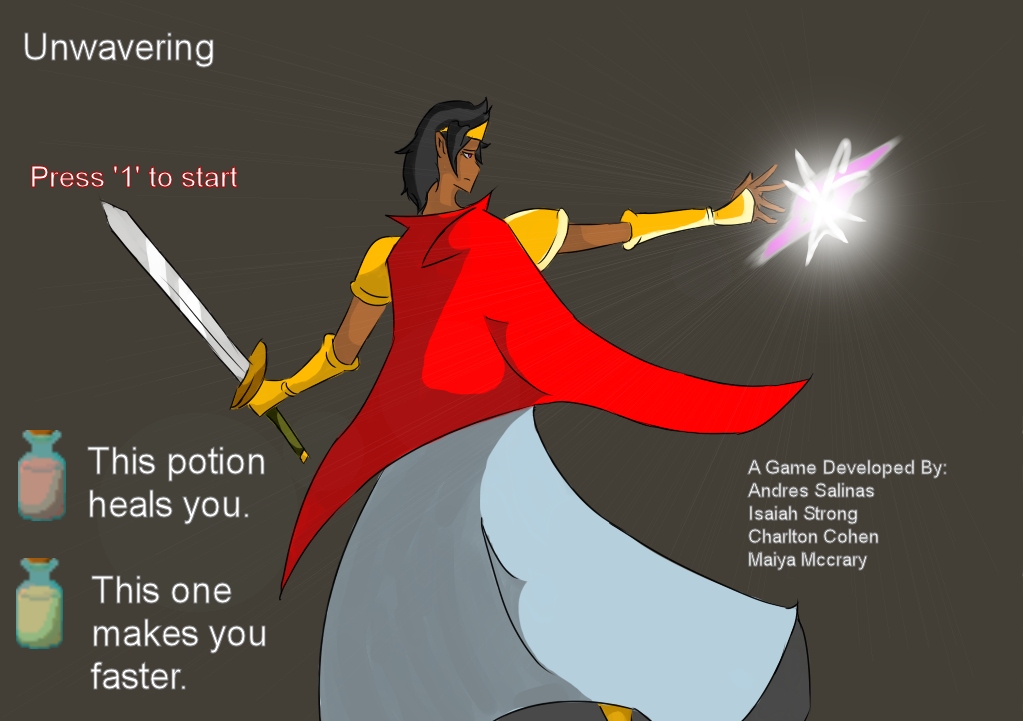 Unwavering
Press '1' to start
This potion
heals you.
This one
makes you
faster.
A Game Developed By:
Andres Salinas
Isaiah Strong
Charlton Cohen
Maiya Mccrary